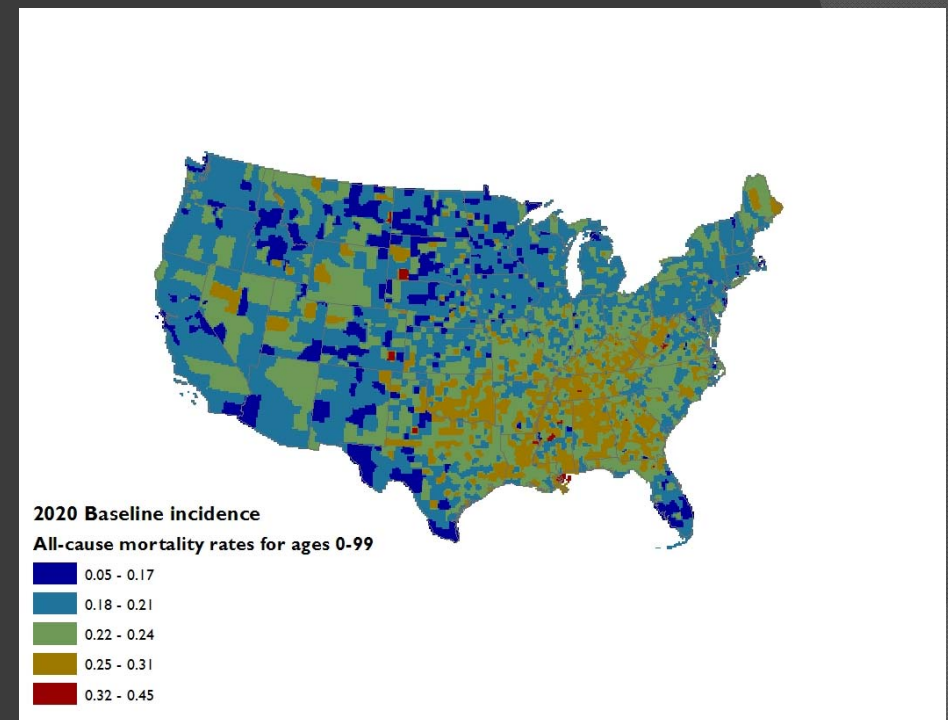 2020 Baseline incidence
All-cause mortality rates for ages 0-99
0.05 - 0.17
0.18 - 0.21
0.22 - 0.24
0.25 - 0.31
0.32 - 0.45